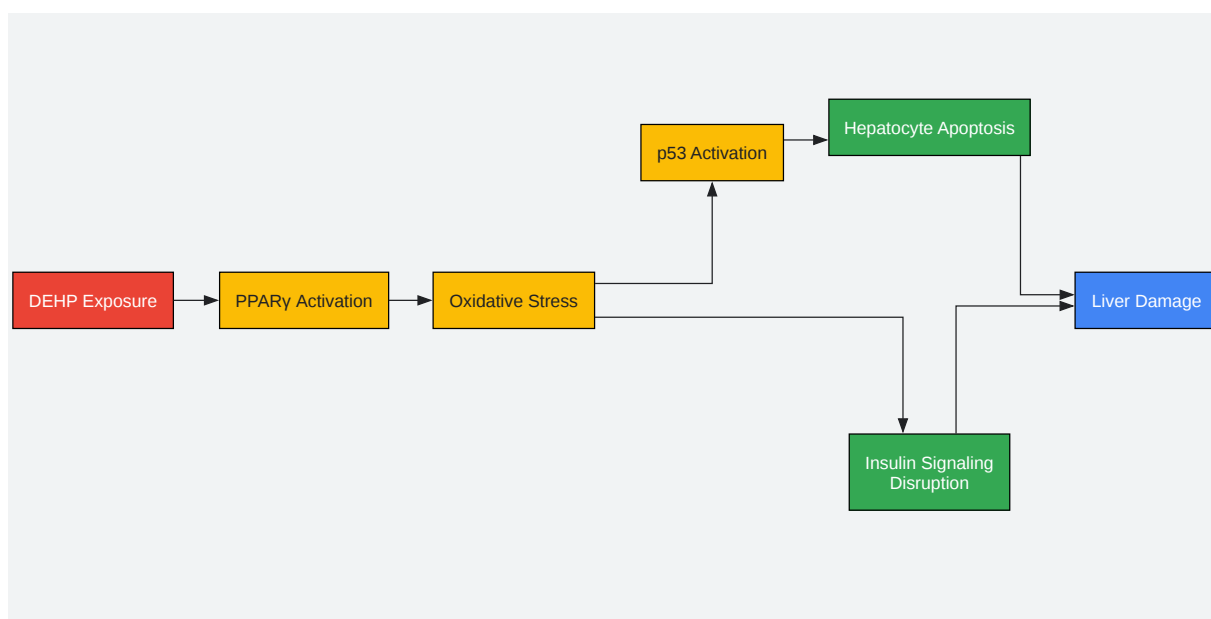 DEHP Exposure
PPARγ Activation
Oxidative Stress
p53 Activation
Hepatocyte Apoptosis
Insulin Signaling
Disruption
Liver Damage